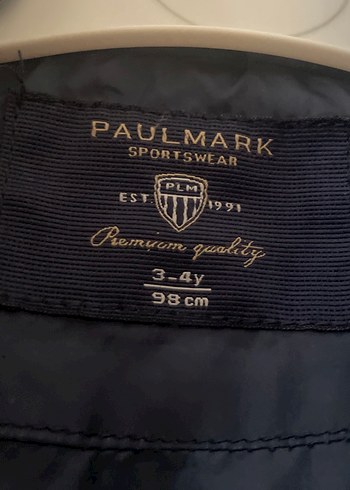 PAULMARK
SPORTSWEAR
EST. PLM 1991
Premium quality
3-4y
98 cm